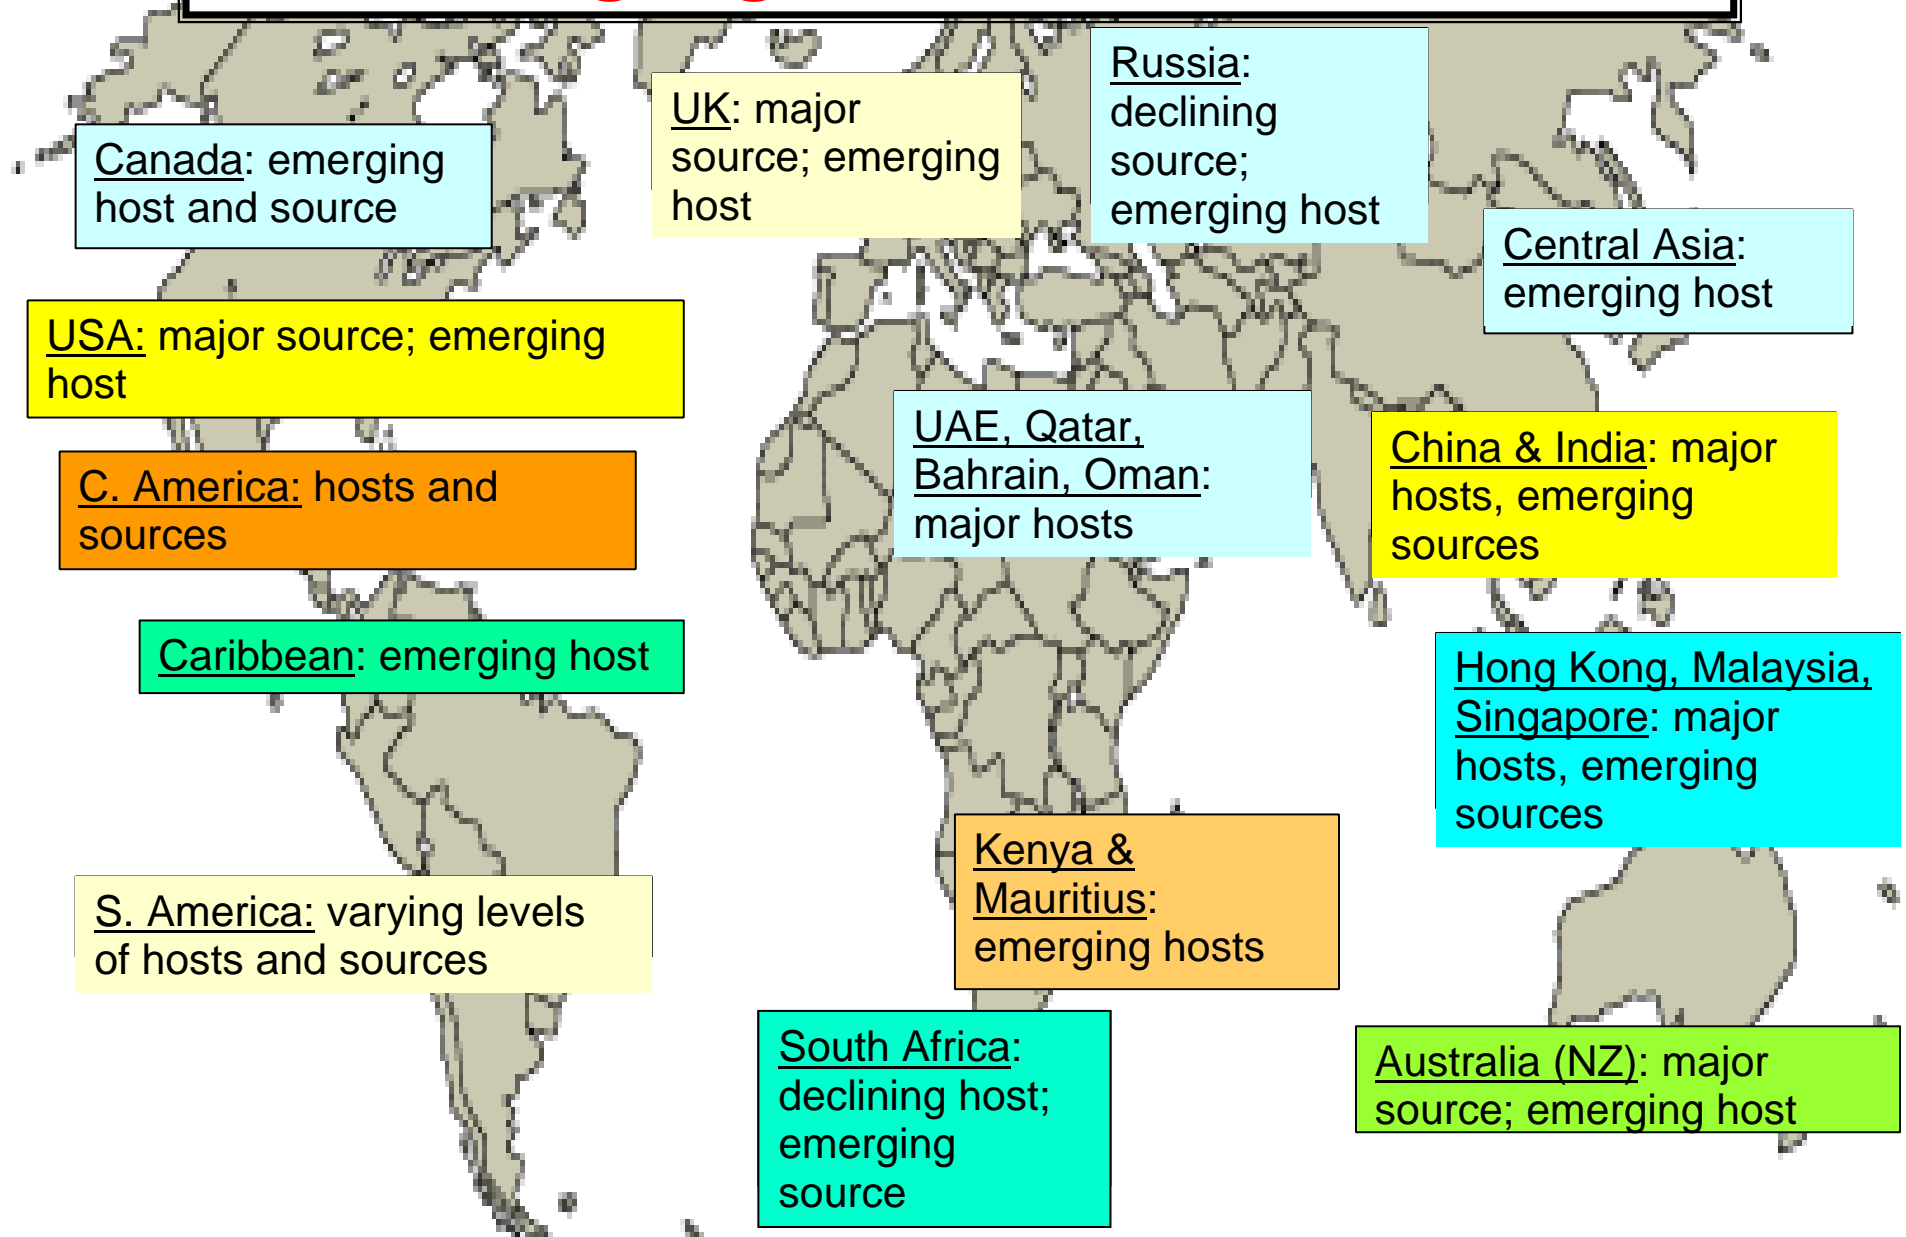 Canada: emerging
host and source
UK: major
source; emerging
host
Russia:
declining
source;
emerging host
Central Asia:
emerging host
USA: major source; emerging
host
UAE, Qatar,
Bahrain, Oman:
major hosts
China & India: major
hosts, emerging
sources
C. America: hosts and
sources
Caribbean: emerging host
Hong Kong, Malaysia,
Singapore: major
hosts, emerging
sources
Kenya &
Mauritius:
emerging hosts
S. America: varying levels
of hosts and sources
South Africa:
declining host;
emerging
source
Australia (NZ): major
source; emerging host